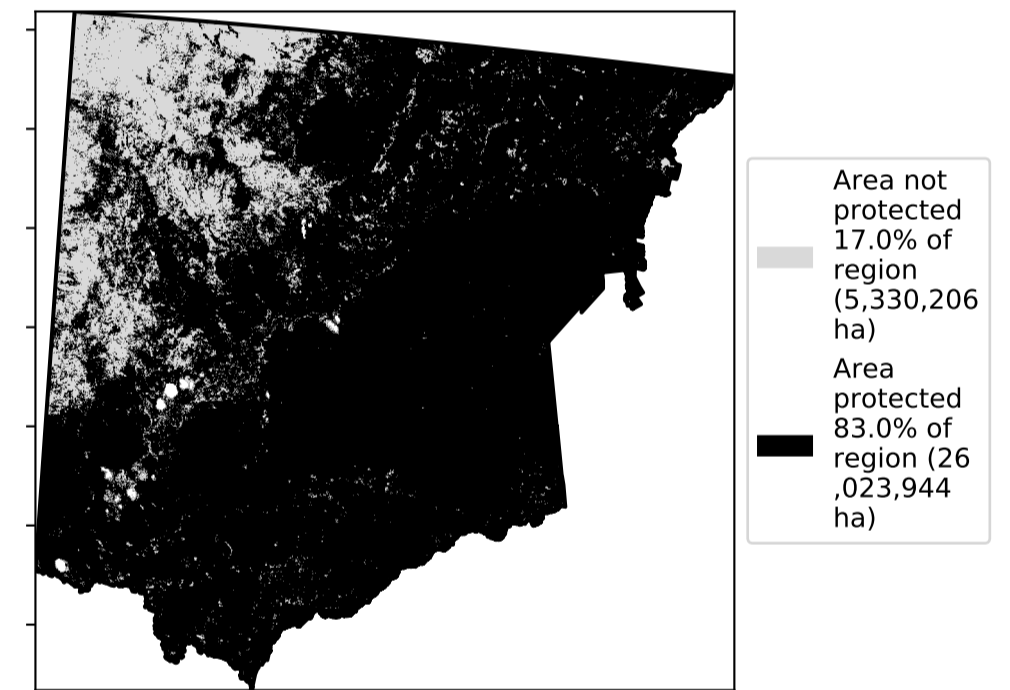 Area not
protected
17.0% of
region
(5,330,206
ha)
Area
protected
83.0% of
region (26
,023,944
ha)